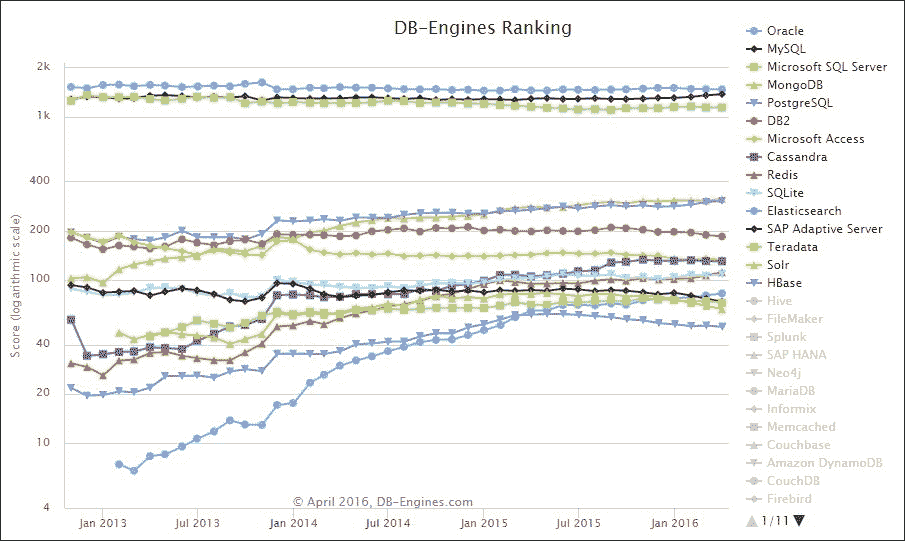 DB-Engines Ranking
2k
1k
400
200
100
40
20
10
4
Score (logarithmic scale)
Jan 2013
Jul 2013
Jan 2014
Jul 2014
Jan 2015
Jul 2015
Jan 2016
© April 2016, DB-Engines.com
Oracle
MySQL
Microsoft SQL Server
MongoDB
PostgreSQL
DB2
Microsoft Access
Cassandra
Redis
SQLite
Elasticsearch
SAP Adaptive Server
Teradata
Solr
HBase
Hive
FileMaker
Splunk
SAP HANA
Neo4j
MariaDB
Informix
Memcached
Couchbase
Amazon DynamoDB
CouchDB
Firebird
1/11